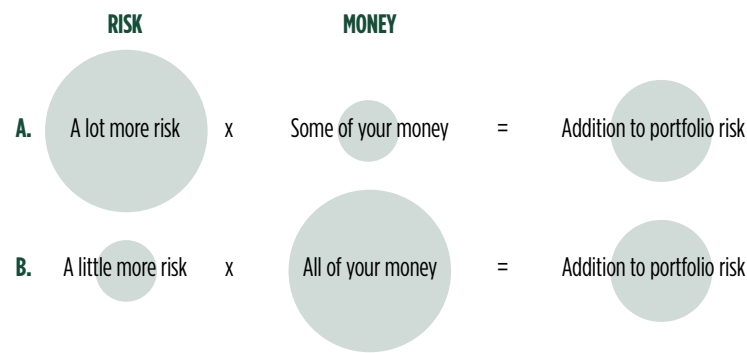 RISK MONEY
A. A lot more risk x Some of your money = Addition to portfolio risk
B. A little more risk x All of your money = Addition to portfolio risk